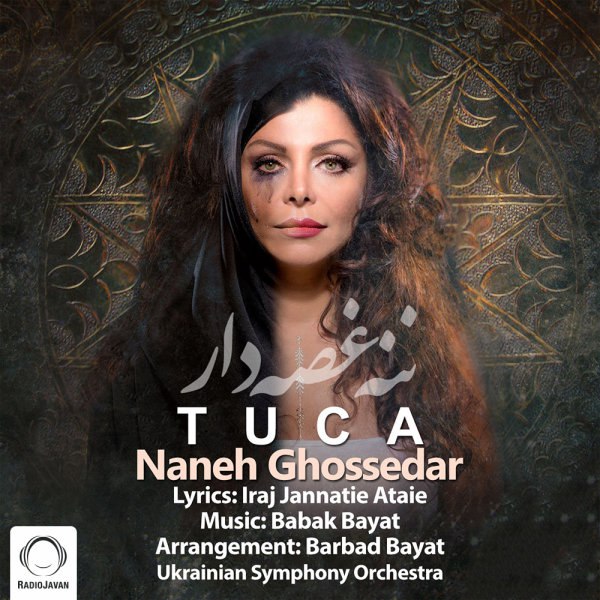 ننه غصه دار
TUCA
Naneh Ghossedar
Lyrics: Iraj Jannatie Ataie
Music: Babak Bayat
Arrangement: Barbad Bayat
Ukrainian Symphony Orchestra
RADIOJAVAN